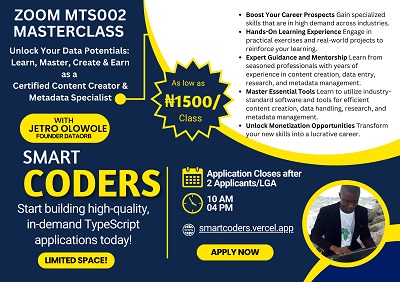 ZOOM MTS002
MASTERCLASS
Unlock Your Data Potentials:
Learn, Master, Create & Earn
as a
Certified Content Creator &
Metadata Specialist
WITH
JETRO OLOWOLE
FOUNDER DATAORB
As low as
₦1500/
Class
• Boost Your Career Prospects Gain specialized
skills that are in high demand across industries.
• Hands-On Learning Experience Engage in
practical exercises and real-world projects to
reinforce your learning.
• Expert Guidance and Mentorship Learn from
seasoned professionals with years of
experience in content creation, data entry,
research, and metadata management.
• Master Essential Tools Learn to utilize industry-
standard software and tools for efficient
content creation, data handling, research, and
metadata management.
• Unlock Monetization Opportunities Transform
your new skills into a lucrative career.
SMART
CODERS
Start building high-quality,
in-demand TypeScript
applications today!
LIMITED SPACE!
Application Closes after
2 Applicants/LGA
10 AM
04 PM
smartcoders.vercel.app
APPLY NOW